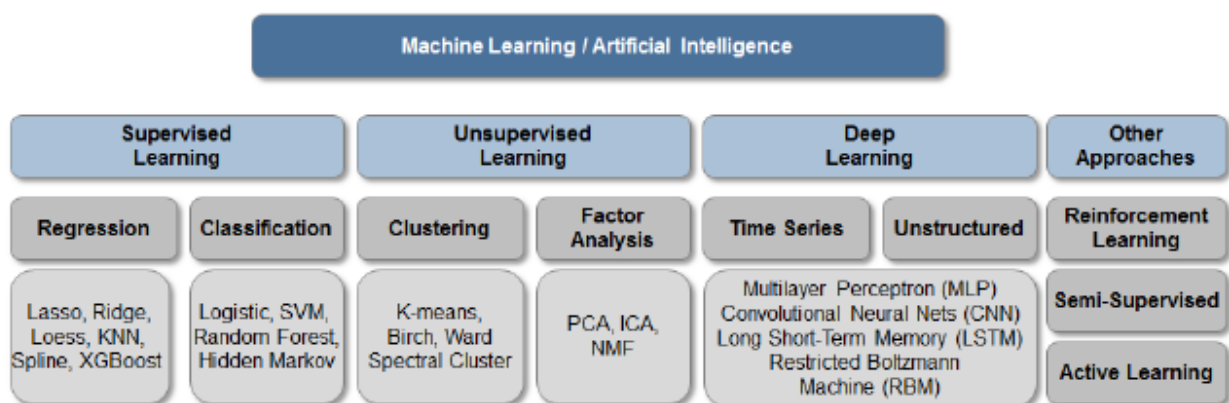 Machine Learning / Artificial Intelligence
Supervised
Learning
Unsupervised
Learning
Deep
Learning
Other
Approaches
Regression
Classification
Clustering
Factor
Analysis
Time Series
Unstructured
Reinforcement
Learning
Lasso, Ridge,
Loess, KNN,
Spline, XGBoost
Logistic, SVM,
Random Forest,
Hidden Markov
K-means,
Birch, Ward
Spectral Cluster
PCA, ICA,
NMF
Multilayer Perceptron (MLP)
Convolutional Neural Nets (CNN)
Long Short-Term Memory (LSTM)
Restricted Boltzmann
Machine (RBM)
Semi-Supervised
Active Learning